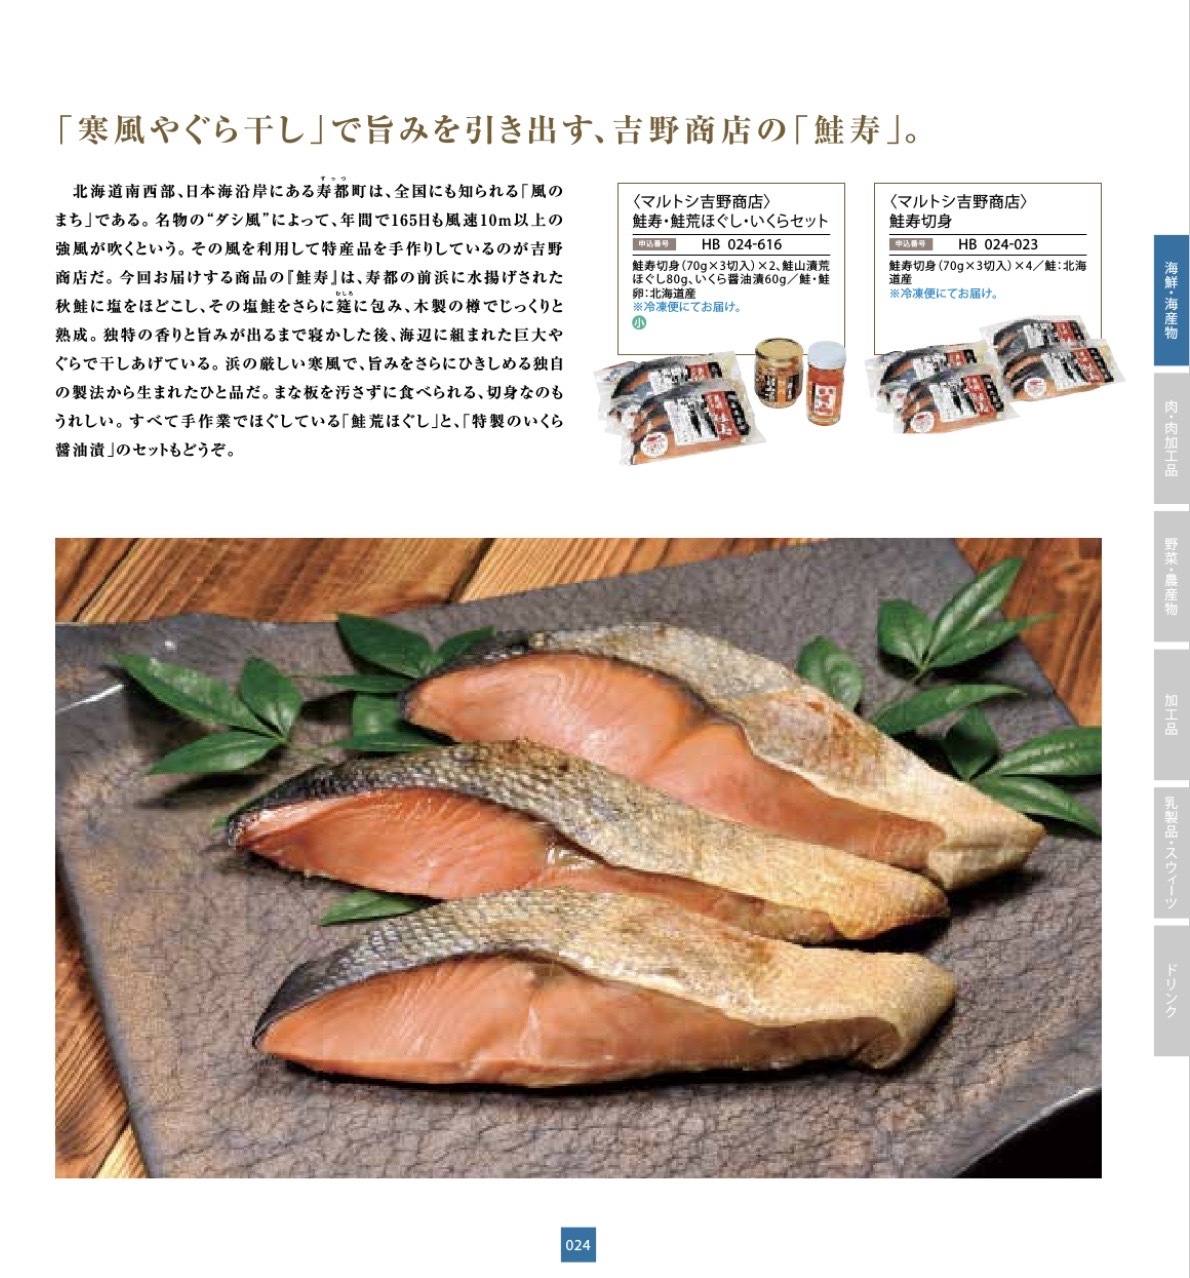 「寒風やぐら干し」で旨みを引き出す、吉野商店の「鮭寿」。
すっつ
北海道南西部、日本海沿岸にある寿都町は、全国にも知られる「風の
まち」である。名物の“ダシ風”によって、年間で165日も風速10m以上の
強風が吹くという。その風を利用して特産品を手作りしているのが吉野
商店だ。今回お届けする商品の『鮭寿』は、寿都の前浜に水揚げされた
むしろ
秋鮭に塩をほどこし、その塩鮭をさらに筵に包み、木製の樽でじっくりと
熟成。独特の香りと旨みが出るまで寝かした後、海辺に組まれた巨大や
ぐらで干しあげている。浜の厳しい寒風で、旨みをさらにひきしめる独自
の製法から生まれたひと品だ。まな板を汚さずに食べられる、切身なのも
うれしい。すべて手作業でほぐしている「鮭荒ほぐし」と、「特製のいくら
醤油漬」のセットもどうぞ。
〈マルトシ吉野商店〉
鮭寿・鮭荒ほぐし・いくらセット
申込番号 HB 024-616
鮭寿切身（70g×3切入）×2、鮭山漬荒
ほぐし80g、いくら醤油漬60g／鮭・鮭
卵：北海道産
※冷凍便にてお届け。
小
〈マルトシ吉野商店〉
鮭寿切身
申込番号 HB 024-023
鮭寿切身（70g×3切入）×4／鮭：北海
道産
※冷凍便にてお届け。
海鮮・海産物
肉・肉加工品
野菜・農産物
加工品
乳製品・スウィーツ
ドリンク
024